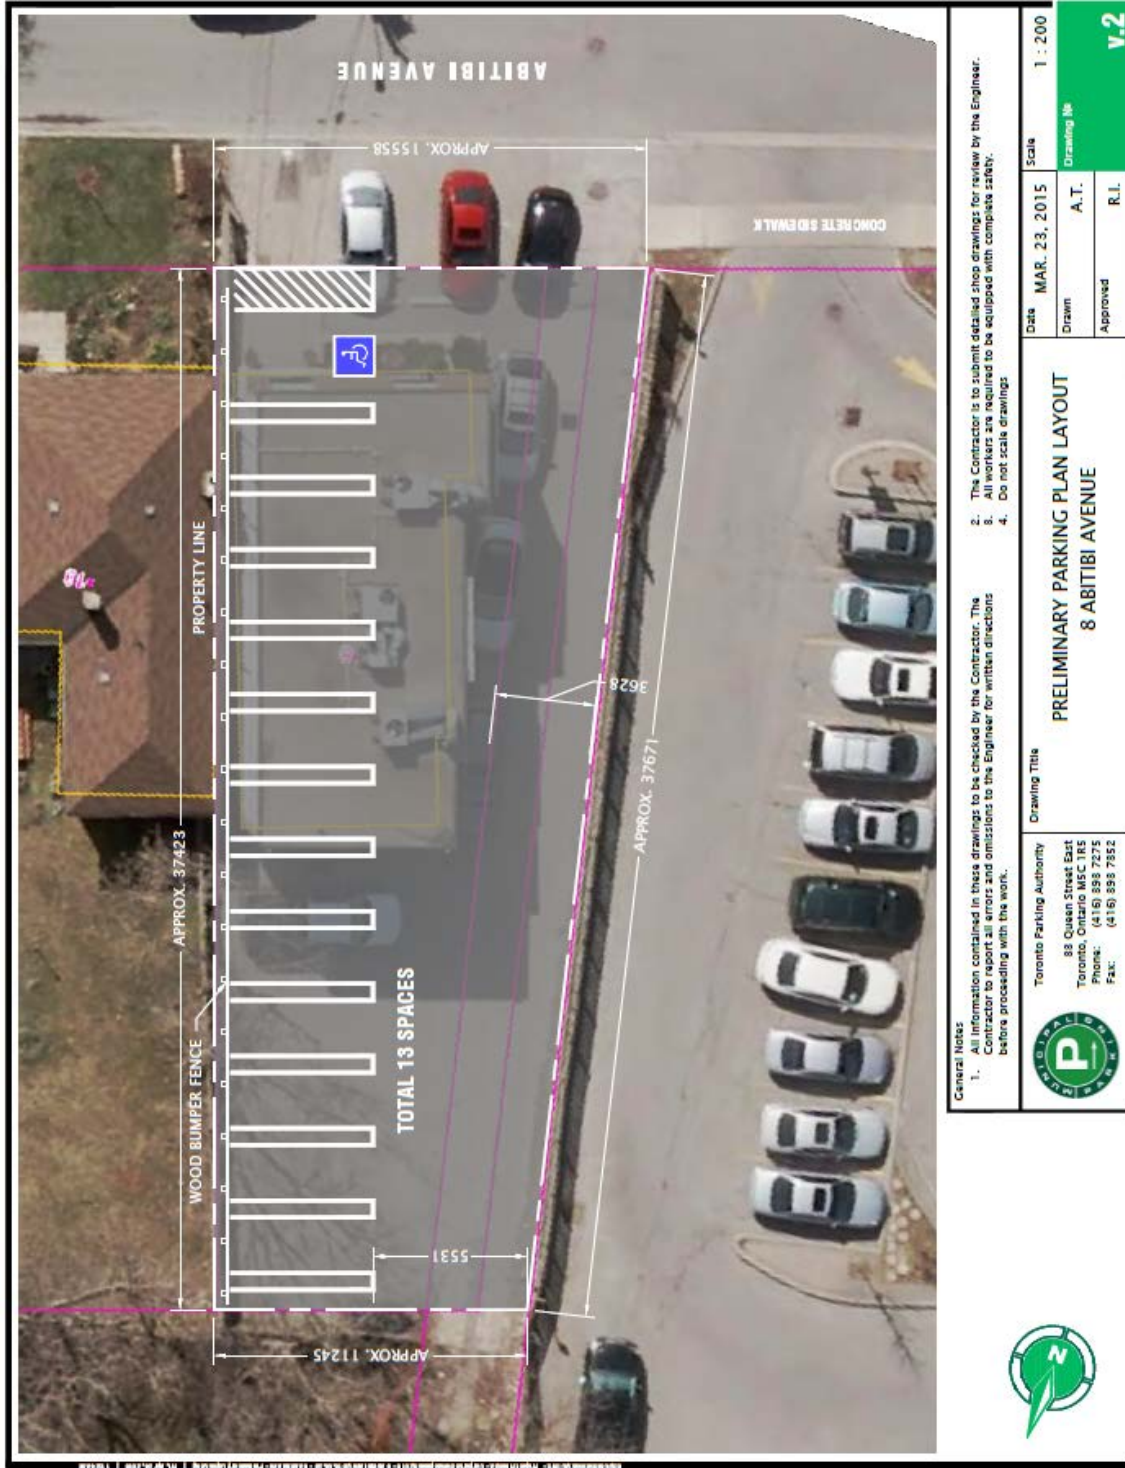 ABITIBI AVENUE
APPROX. 15558
CONCRETE SIDEWALK
PROPERTY LINE
APPROX. 37423
WOOD BUMPER FENCE
3628
APPROX. 37671
TOTAL 13 SPACES
5531
APPROX. 11245
General Notes
1. All information contained in these drawings to be checked by the Contractor. The
Contractor to report all errors and omissions to the Engineer for written directions
before proceeding with the work.
2. The Contractor is to submit detailed shop drawings for review by the Engineer.
3. All workers are required to be equipped with complete safety.
4. Do not scale drawings
MUNICIPAL
P
PARKING
Toronto Parking Authority
33 Queen Street East
Toronto, Ontario M5C 1R5
Phone: (416) 393 7275
Fax: (416) 393 7352
Drawing Title
PRELIMINARY PARKING PLAN LAYOUT
8 ABITIBI AVENUE
Date
MAR. 23, 2015
Scale
1 : 200
Drawn
A.T.
Drawing №
v.2
Approved
R.I.
N